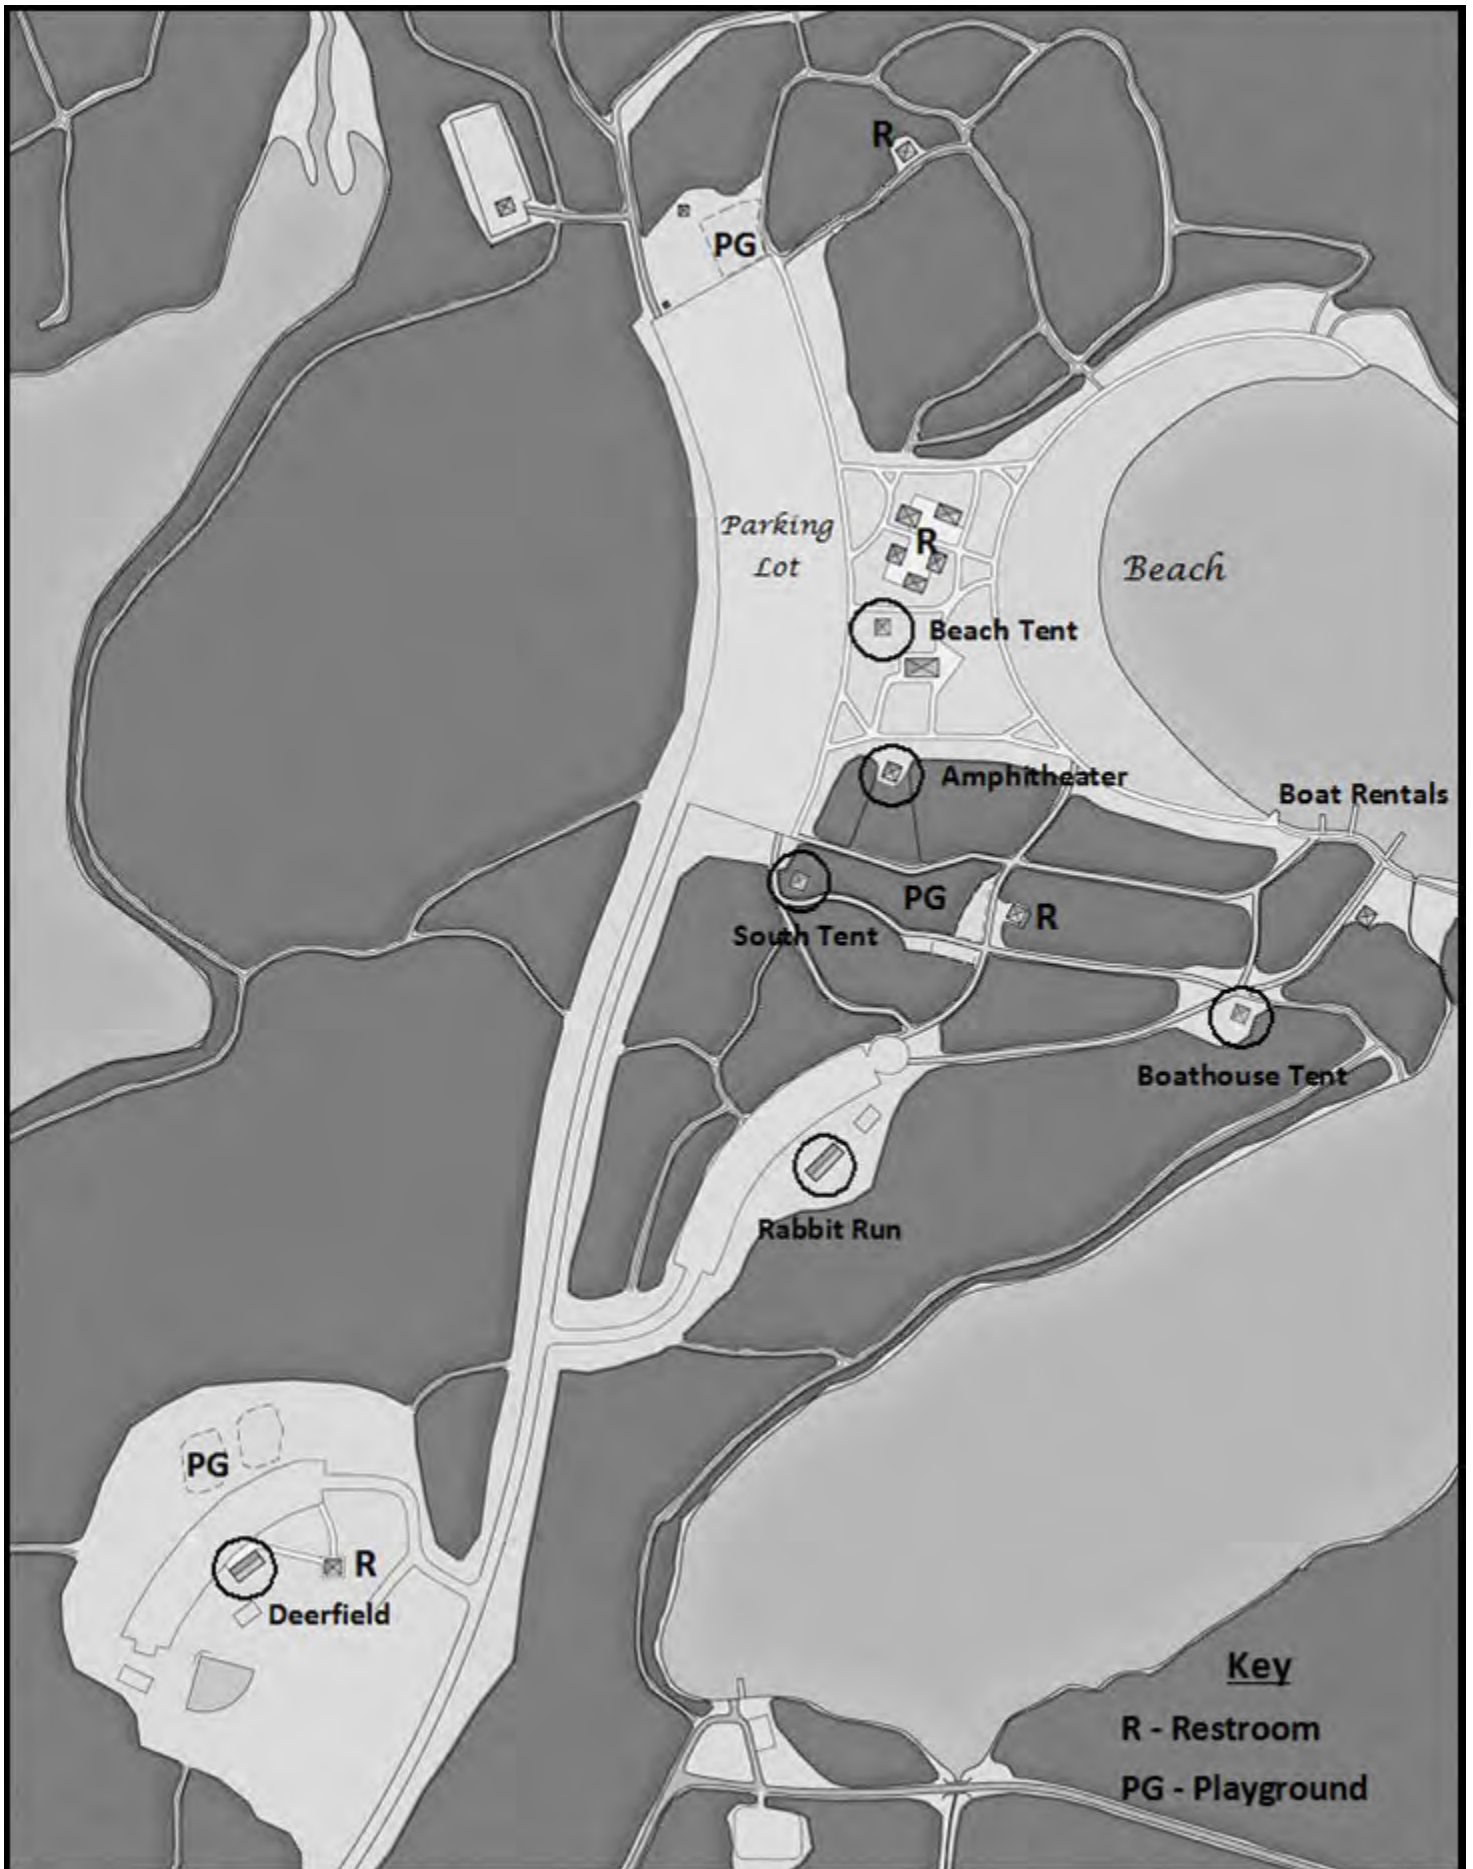 R
PG
Parking
Lot
R
Beach
Beach Tent
Amphitheater
Boat Rentals
PG
R
South Tent
Boathouse Tent
Rabbit Run
PG
R
Deerfield
Key
R - Restroom
PG - Playground